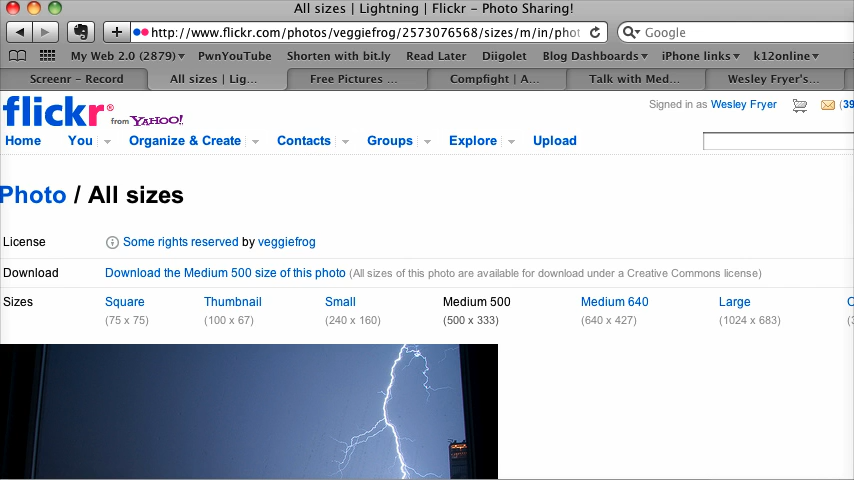 All sizes | Lightning | Flickr - Photo Sharing!
http://www.flickr.com/photos/veggiefrog/2573076568/sizes/m/in/phot
Google
My Web 2.0 (2879) PwnYouTube Shorten with bit.ly Read Later Diigolet Blog Dashboards iPhone links k12online
Screenr - Record All sizes | Lig... Free Pictures ... Compfight | A... Talk with Med... Wesley Fryer's...
flickr® from YAHOO!
Signed in as Wesley Fryer (39
Home You Organize & Create Contacts Groups Explore Upload
Photo / All sizes
License Some rights reserved by veggiefrog
Download Download the Medium 500 size of this photo (All sizes of this photo are available for download under a Creative Commons license)
Sizes Square Thumbnail Small Medium 500 Medium 640 Large
(75 x 75) (100 x 67) (240 x 160) (500 x 333) (640 x 427) (1024 x 683)